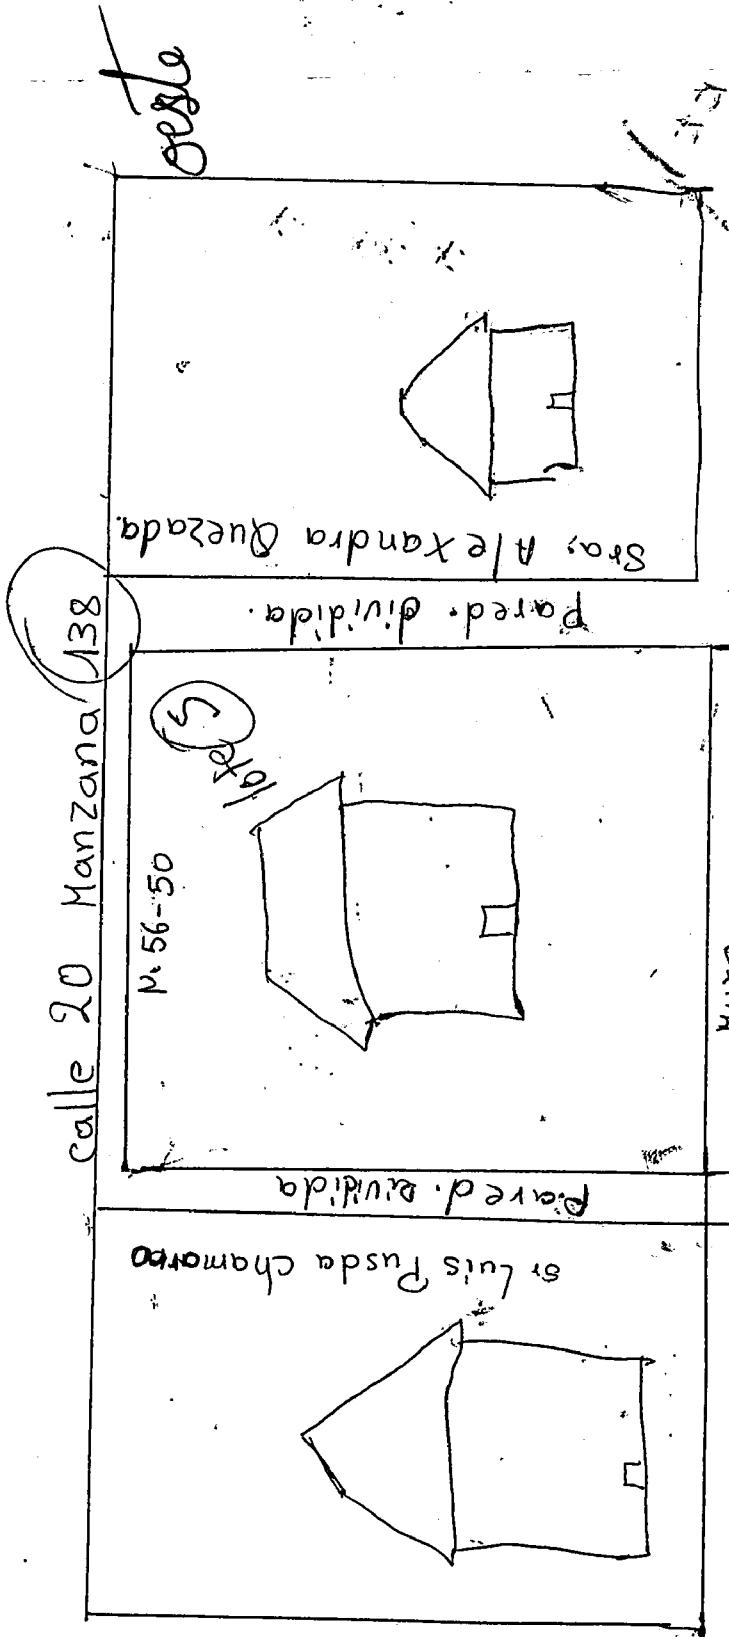 oeste
calle 20 Manzana 138
N. 56-50
lote 5
Sra. Alexandra Quezada.
Pared. dividida.
Pared. Dividida
Sr Luis Pusda Chamorro